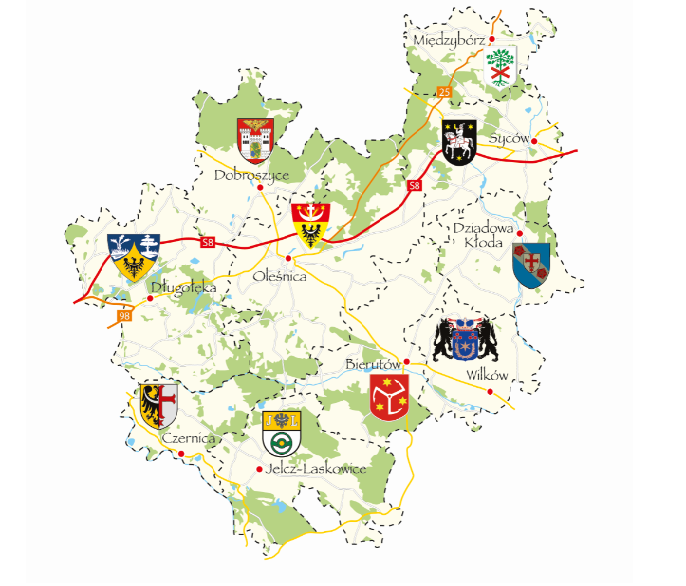 Międzybórz
25
Syców
Dobroszyce
S8
Dziadowa
Kłoda
S8
Oleśnica
Długołęka
98
Bierutów
Wilków
J L
Czernica
Jelcz-Laskowice